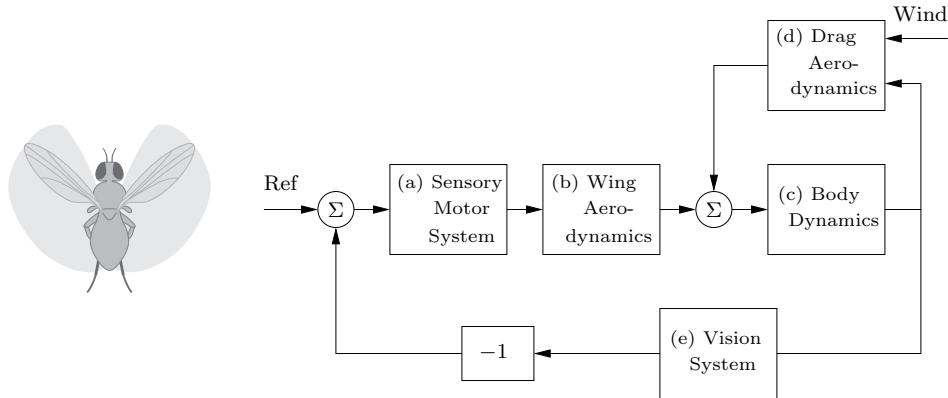 Wind
(d) Drag
Aero-
dynamics
Ref
Σ
(a) Sensory
Motor
System
(b) Wing
Aero-
dynamics
Σ
(c) Body
Dynamics
−1
(e) Vision
System